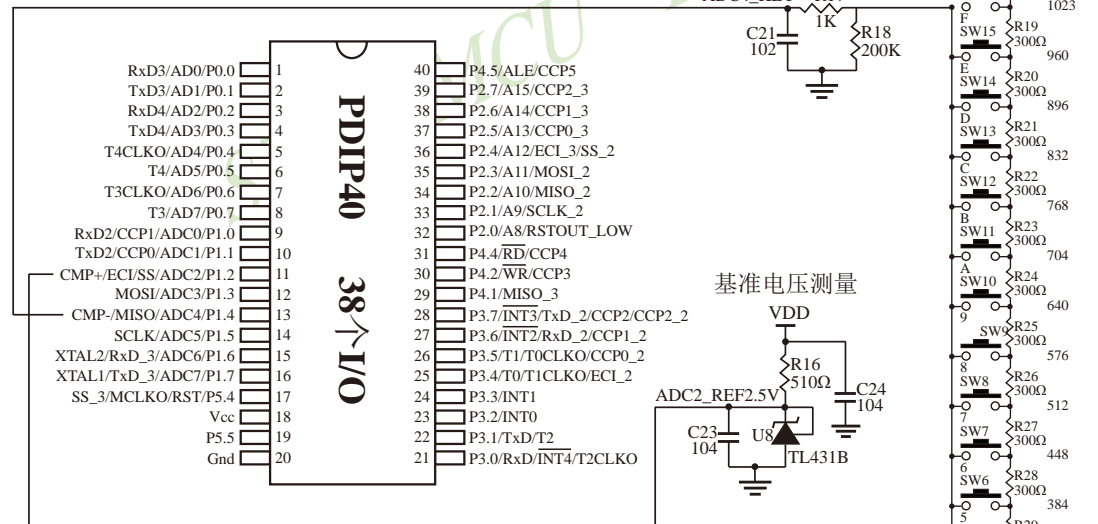 1K
C21
102
R18
200K
MCU
RxD3/AD0/P0.0 1
TxD3/AD1/P0.1 2
RxD4/AD2/P0.2 3
TxD4/AD3/P0.3 4
T4CLKO/AD4/P0.4 5
T4/AD5/P0.5 6
T3CLKO/AD6/P0.6 7
T3/AD7/P0.7 8
RxD2/CCP1/ADC0/P1.0 9
TxD2/CCP0/ADC1/P1.1 10
CMP+/ECI/SS/ADC2/P1.2 11
MOSI/ADC3/P1.3 12
CMP-/MISO/ADC4/P1.4 13
SCLK/ADC5/P1.5 14
XTAL2/RxD_3/ADC6/P1.6 15
XTAL1/TxD_3/ADC7/P1.7 16
SS_3/MCLKO/RST/P5.4 17
Vcc 18
P5.5 19
Gnd 20
PDIP40 38个I/O
40 P4.5/ALE/CCP5
39 P2.7/A15/CCP2_3
38 P2.6/A14/CCP1_3
37 P2.5/A13/CCP0_3
36 P2.4/A12/ECI_3/SS_2
35 P2.3/A11/MOSI_2
34 P2.2/A10/MISO_2
33 P2.1/A9/SCLK_2
32 P2.0/A8/RSTOUT_LOW
31 P4.4/RD/CCP4
30 P4.2/WR/CCP3
29 P4.1/MISO_3
28 P3.7/INT3/TxD_2/CCP2/CCP2_2
27 P3.6/INT2/RxD_2/CCP1_2
26 P3.5/T1/T0CLKO/CCP0_2
25 P3.4/T0/T1CLKO/ECI_2
24 P3.3/INT1
23 P3.2/INT0
22 P3.1/TxD/T2
21 P3.0/RxD/INT4/T2CLKO
基准电压测量
VDD
R16
510Ω
ADC2_REF2.5V
C24
104
C23
104
U8
TL431B
1023
F
SW15
R19
300Ω
960
E
SW14
R20
300Ω
896
D
SW13
R21
300Ω
832
C
SW12
R22
300Ω
768
B
SW11
R23
300Ω
704
A
SW10
R24
300Ω
640
9
SW9
R25
300Ω
576
8
SW8
R26
300Ω
512
7
SW7
R27
300Ω
448
6
SW6
R28
300Ω
384
5